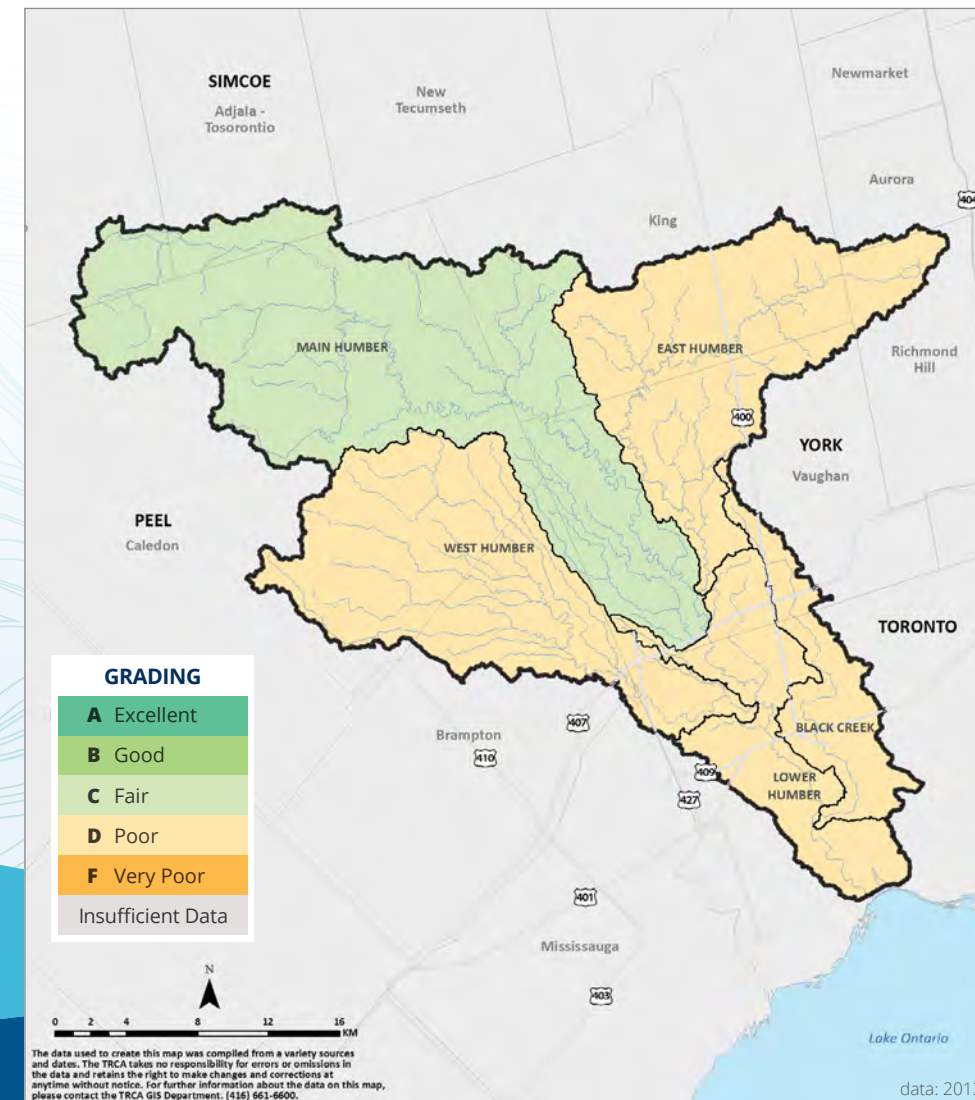 SIMCOE
Adjala -
Tosorontio
New
Tecumseth
Newmarket
Aurora
404
King
MAIN HUMBER
EAST HUMBER
Richmond
Hill
400
YORK
Vaughan
PEEL
Caledon
WEST HUMBER
TORONTO
GRADING
A Excellent
B Good
C Fair
D Poor
F Very Poor
Insufficient Data
Brampton
407
410
BLACK CREEK
409
LOWER
HUMBER
427
401
Mississauga
403
N
0 2 4 8 12 16
KM
Lake Ontario
The data used to create this map was compiled from a variety sources
and dates. The TRCA takes no responsibility for errors or omissions in
the data and retains the right to make changes and corrections at
anytime without notice. For further information about the data on this map,
please contact the TRCA GIS Department. (416) 661-6600.
data: 2013